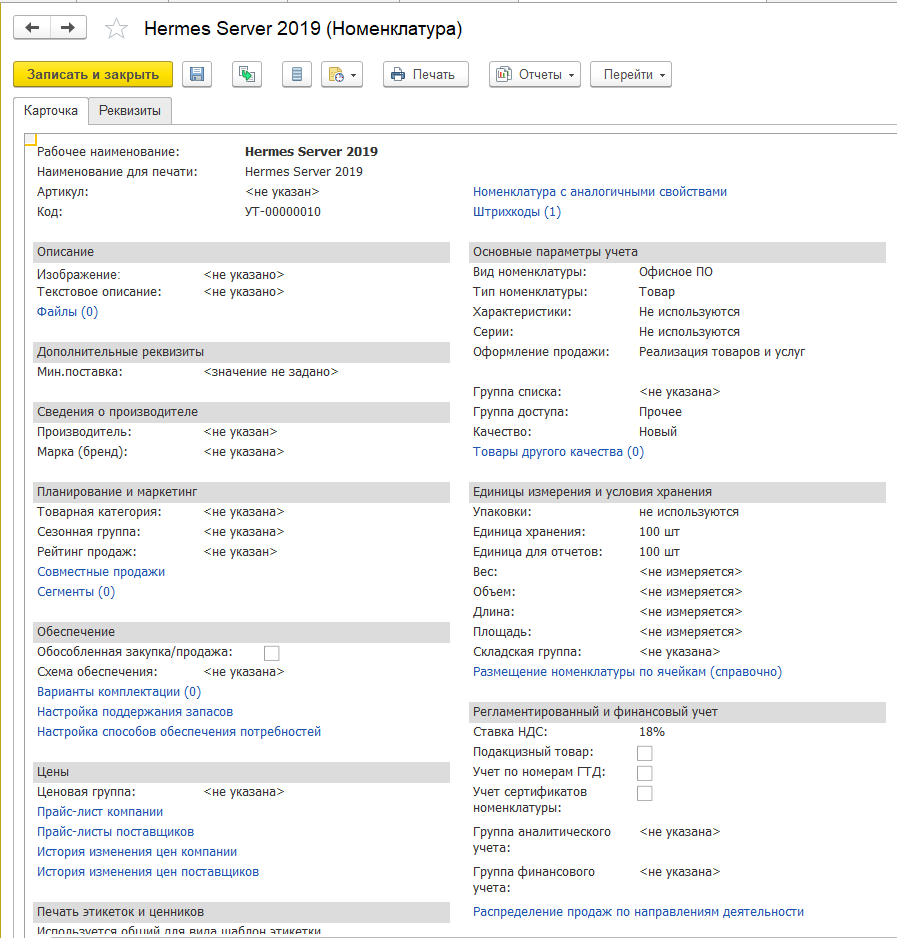 Hermes Server 2019 (Номенклатура)
Записать и закрыть
Печать
Отчеты
Перейти
Карточка
Реквизиты
Рабочее наименование: Hermes Server 2019
Наименование для печати: Hermes Server 2019
Артикул: <не указан>
Номенклатура с аналогичными свойствами
Код: УТ-00000010
Штрихкоды (1)
Описание
Изображение: <не указано>
Текстовое описание: <не указано>
Файлы (0)
Дополнительные реквизиты
Мин.поставка: <значение не задано>
Сведения о производителе
Производитель: <не указан>
Марка (бренд): <не указана>
Планирование и маркетинг
Товарная категория: <не указана>
Сезонная группа: <не указана>
Рейтинг продаж: <не указан>
Совместные продажи
Сегменты (0)
Обеспечение
Обособленная закупка/продажа:
Схема обеспечения: <не указана>
Варианты комплектации (0)
Настройка поддержания запасов
Настройка способов обеспечения потребностей
Цены
Ценовая группа: <не указана>
Прайс-лист компании
Прайс-листы поставщиков
История изменения цен компании
История изменения цен поставщиков
Печать этикеток и ценников
Используется общий для вида шаблон этикетки
Основные параметры учета
Вид номенклатуры: Офисное ПО
Тип номенклатуры: Товар
Характеристики: Не используются
Серии: Не используются
Оформление продажи: Реализация товаров и услуг
Группа списка: <не указана>
Группа доступа: Прочее
Качество: Новый
Товары другого качества (0)
Единицы измерения и условия хранения
Упаковки: не используются
Единица хранения: 100 шт
Единица для отчетов: 100 шт
Вес: <не измеряется>
Объем: <не измеряется>
Длина: <не измеряется>
Площадь: <не измеряется>
Складская группа: <не указана>
Размещение номенклатуры по ячейкам (справочно)
Регламентированный и финансовый учет
Ставка НДС: 18%
Подакцизный товар:
Учет по номерам ГТД:
Учет сертификатов
номенклатуры:
Группа аналитического <не указана>
учета:
Группа финансового <не указана>
учета:
Распределение продаж по направлениям деятельности